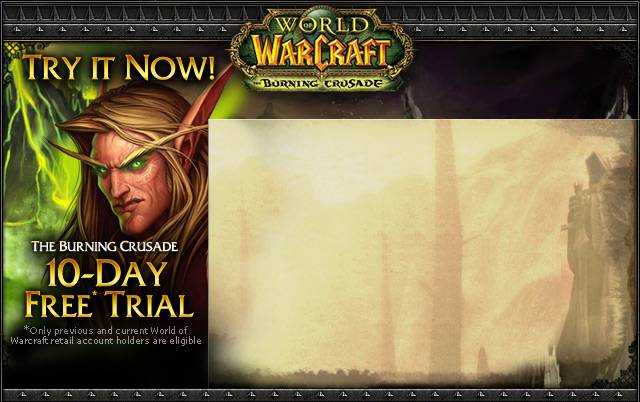 WORLD
OF
WARCRAFT
THE BURNING CRUSADE
TRY IT NOW!
THE BURNING CRUSADE
10-DAY
FREE* TRIAL
*Only previous and current World of
Warcraft retail account holders are eligible